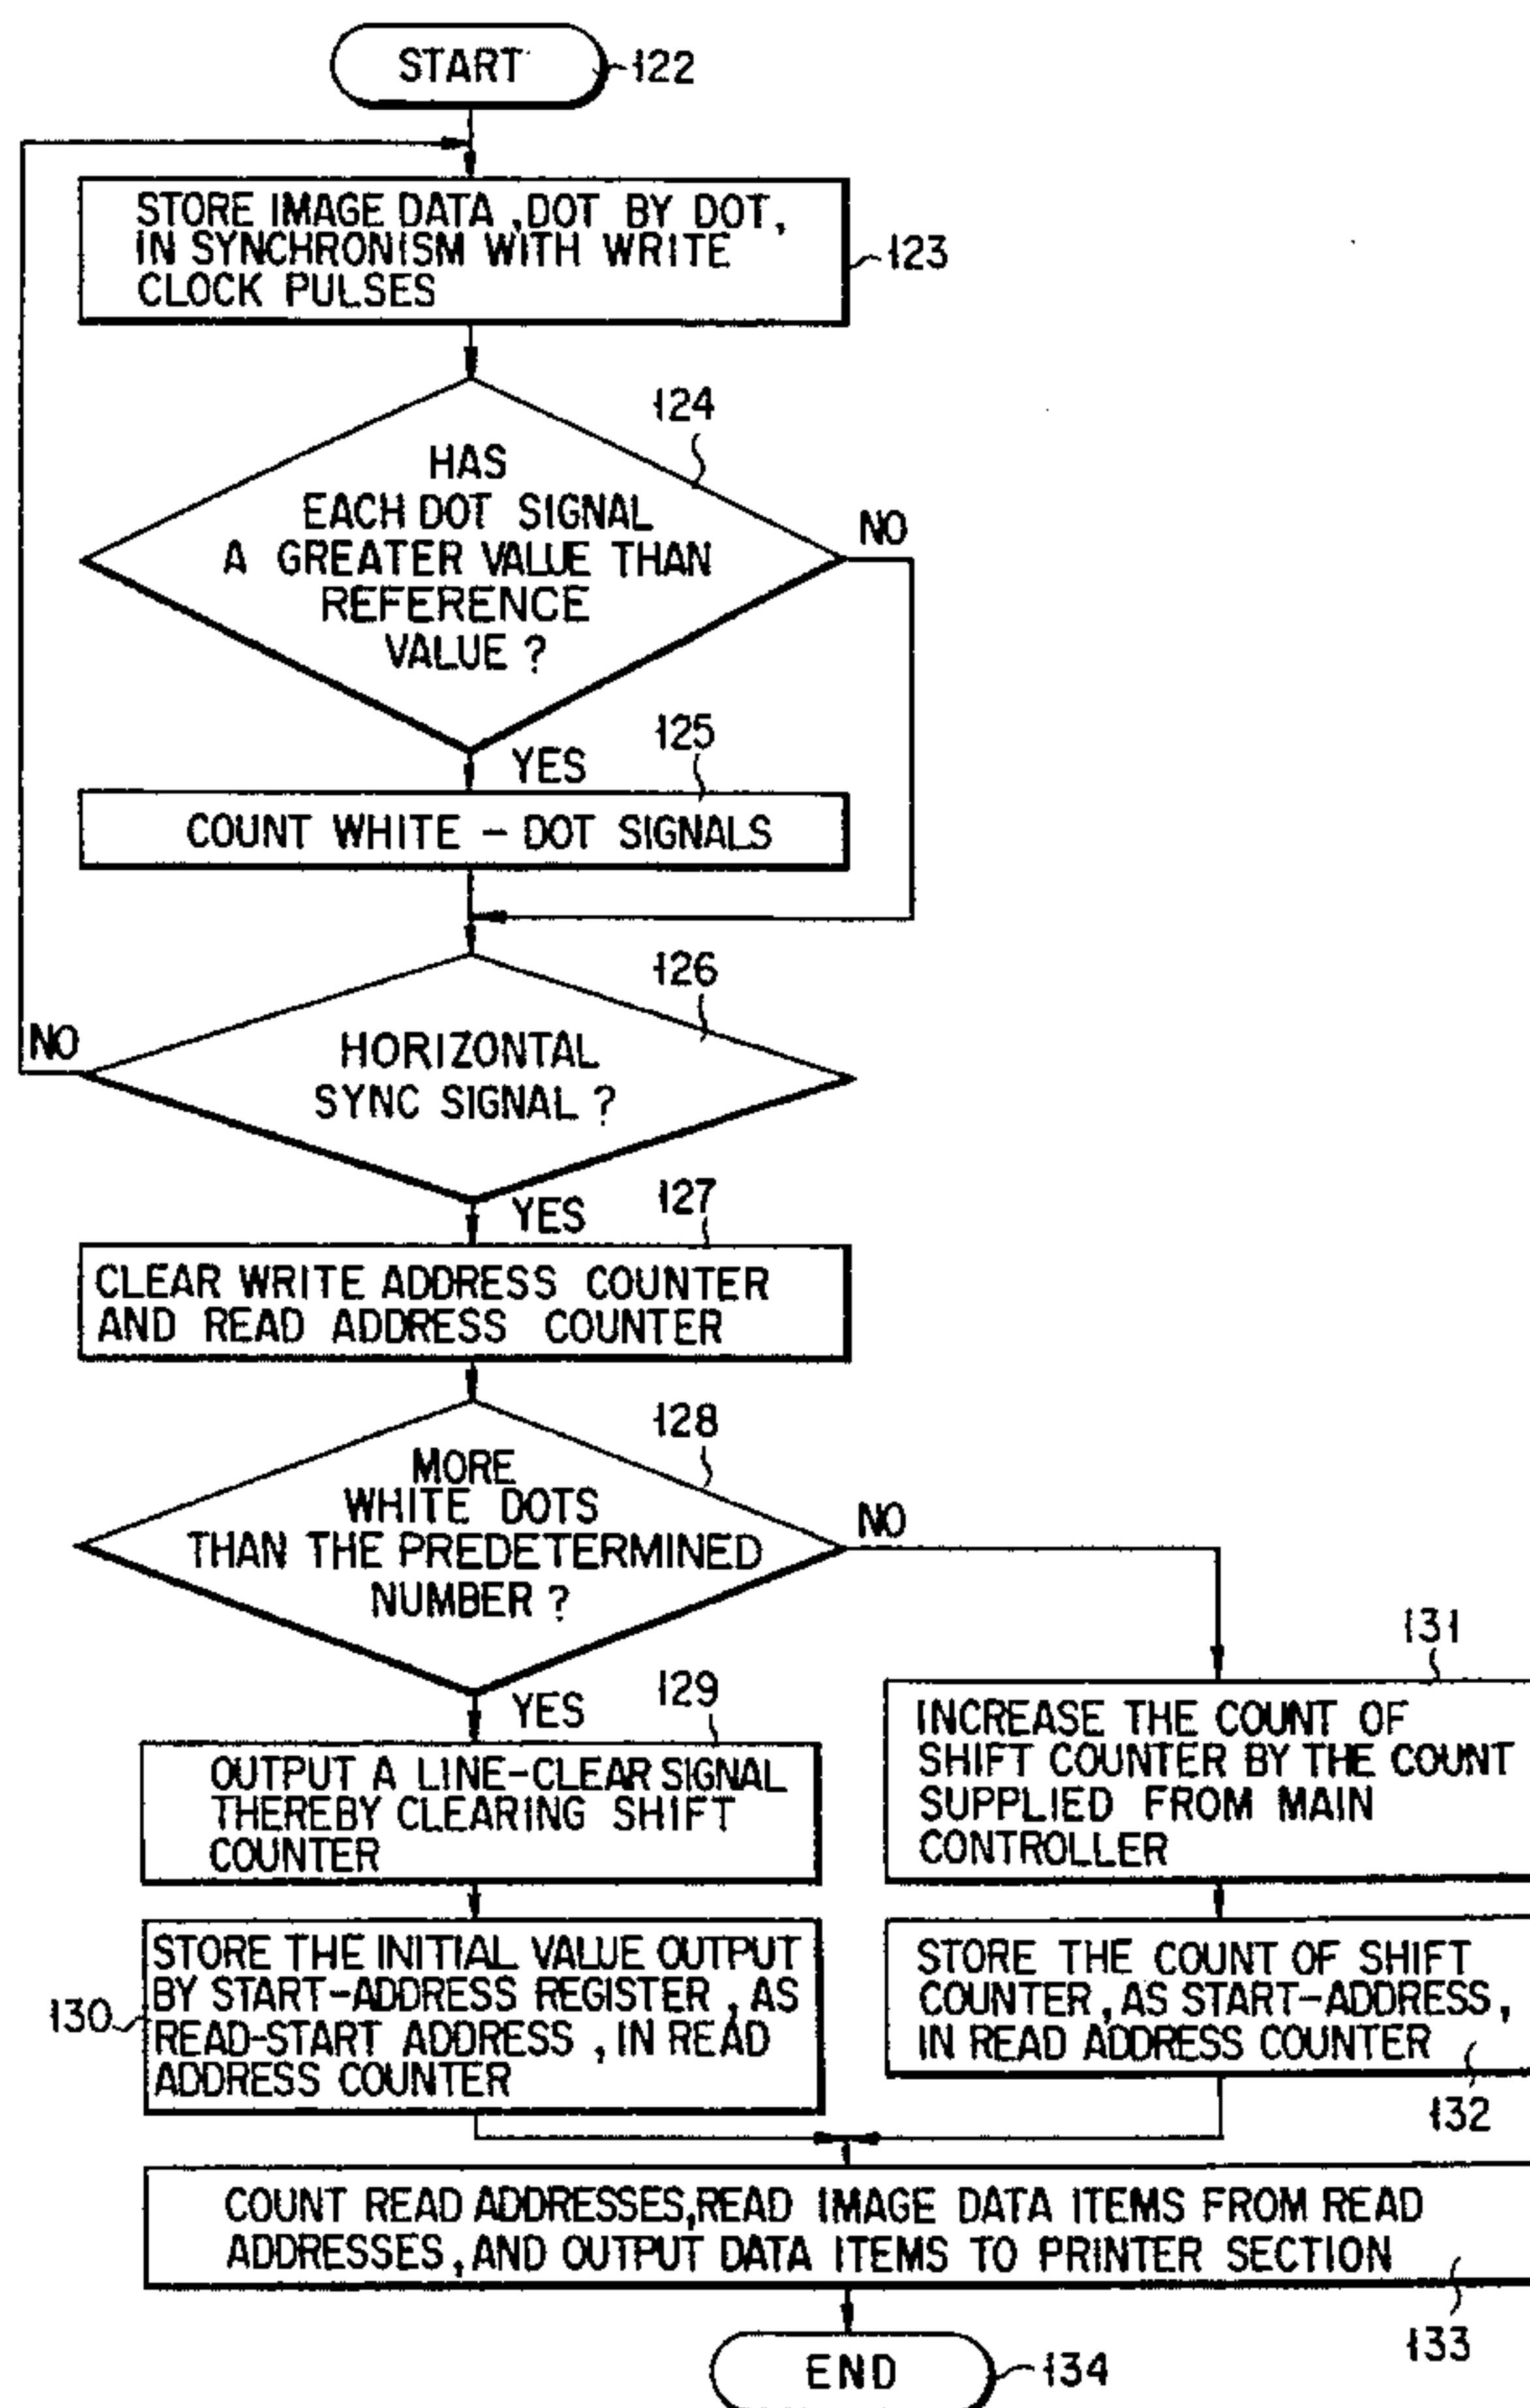 START
122
STORE IMAGE DATA, DOT BY DOT,
IN SYNCHRONISM WITH WRITE
CLOCK PULSES
123
124
HAS
EACH DOT SIGNAL
A GREATER VALUE THAN
REFERENCE
VALUE ?
NO
YES
125
COUNT WHITE - DOT SIGNALS
126
HORIZONTAL
SYNC SIGNAL ?
NO
YES
127
CLEAR WRITE ADDRESS COUNTER
AND READ ADDRESS COUNTER
128
MORE
WHITE DOTS
THAN THE PREDETERMINED
NUMBER ?
NO
YES
129
OUTPUT A LINE-CLEAR SIGNAL
THEREBY CLEARING SHIFT
COUNTER
131
INCREASE THE COUNT OF
SHIFT COUNTER BY THE COUNT
SUPPLIED FROM MAIN
CONTROLLER
130
STORE THE INITIAL VALUE OUTPUT
BY START-ADDRESS REGISTER, AS
READ-START ADDRESS, IN READ
ADDRESS COUNTER
STORE THE COUNT OF SHIFT
COUNTER, AS START-ADDRESS,
IN READ ADDRESS COUNTER
132
COUNT READ ADDRESSES, READ IMAGE DATA ITEMS FROM READ
ADDRESSES, AND OUTPUT DATA ITEMS TO PRINTER SECTION
133
END
134